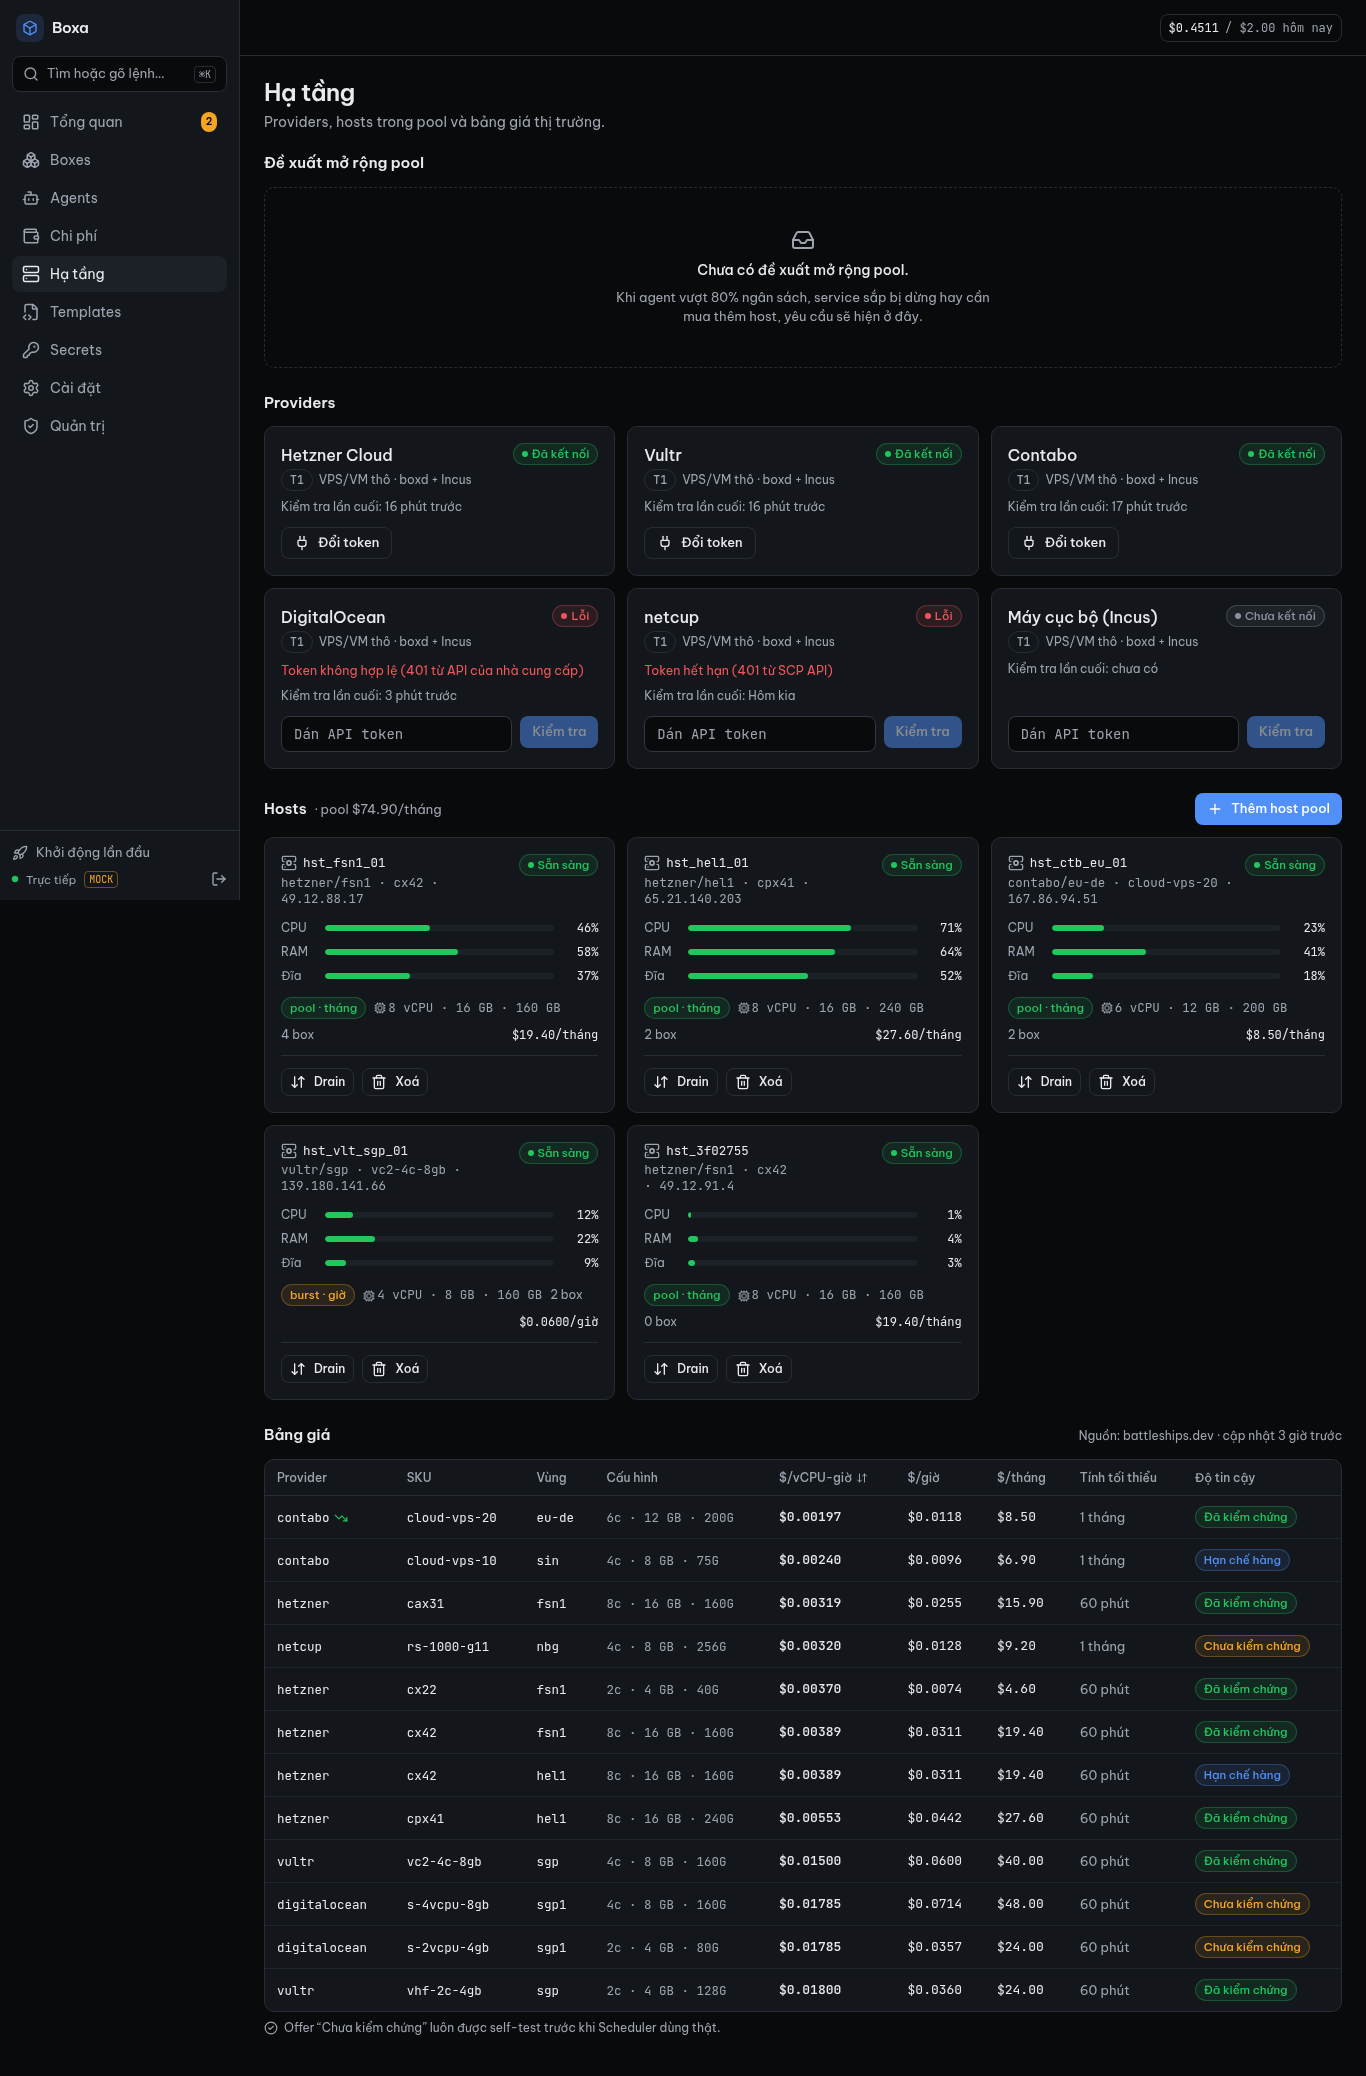 Boxa
Tìm hoặc gõ lệnh... ⌘K
Tổng quan 2
Boxes
Agents
Chi phí
Hạ tầng
Templates
Secrets
Cài đặt
Quản trị
Khởi động lần đầu
Trực tiếp MOCK
$0.4511 / $2.00 hôm nay
Hạ tầng
Providers, hosts trong pool và bảng giá thị trường.
Đề xuất mở rộng pool
Chưa có đề xuất mở rộng pool.
Khi agent vượt 80% ngân sách, service sắp bị dừng hay cần
mua thêm host, yêu cầu sẽ hiện ở đây.
Providers
Hetzner Cloud Đã kết nối
T1 VPS/VM thô · boxd + Incus
Kiểm tra lần cuối: 16 phút trước
Đổi token
Vultr Đã kết nối
T1 VPS/VM thô · boxd + Incus
Kiểm tra lần cuối: 16 phút trước
Đổi token
Contabo Đã kết nối
T1 VPS/VM thô · boxd + Incus
Kiểm tra lần cuối: 17 phút trước
Đổi token
DigitalOcean Lỗi
T1 VPS/VM thô · boxd + Incus
Token không hợp lệ (401 từ API của nhà cung cấp)
Kiểm tra lần cuối: 3 phút trước
Dán API token Kiểm tra
netcup Lỗi
T1 VPS/VM thô · boxd + Incus
Token hết hạn (401 từ SCP API)
Kiểm tra lần cuối: Hôm kia
Dán API token Kiểm tra
Máy cục bộ (Incus) Chưa kết nối
T1 VPS/VM thô · boxd + Incus
Kiểm tra lần cuối: chưa có
Dán API token Kiểm tra
Hosts · pool $74.90/tháng
Thêm host pool
hst_fsn1_01 Sẵn sàng
hetzner/fsn1 · cx42 ·
49.12.88.17
CPU 46%
RAM 58%
Đĩa 37%
pool · tháng 8 vCPU · 16 GB · 160 GB
4 box $19.40/tháng
Drain Xoá
hst_hel1_01 Sẵn sàng
hetzner/hel1 · cpx41 ·
65.21.140.203
CPU 71%
RAM 64%
Đĩa 52%
pool · tháng 8 vCPU · 16 GB · 240 GB
2 box $27.60/tháng
Drain Xoá
hst_ctb_eu_01 Sẵn sàng
contabo/eu-de · cloud-vps-20 ·
167.86.94.51
CPU 23%
RAM 41%
Đĩa 18%
pool · tháng 6 vCPU · 12 GB · 200 GB
2 box $8.50/tháng
Drain Xoá
hst_vlt_sgp_01 Sẵn sàng
vultr/sgp · vc2-4c-8gb ·
139.180.141.66
CPU 12%
RAM 22%
Đĩa 9%
burst · giờ 4 vCPU · 8 GB · 160 GB 2 box
$0.0600/giờ
Drain Xoá
hst_3f02755 Sẵn sàng
hetzner/fsn1 · cx42
· 49.12.91.4
CPU 1%
RAM 4%
Đĩa 3%
pool · tháng 8 vCPU · 16 GB · 160 GB
0 box $19.40/tháng
Drain Xoá
Bảng giá
Nguồn: battleships.dev · cập nhật 3 giờ trước
Provider SKU Vùng Cấu hình $/vCPU-giờ $/giờ $/tháng Tính tối thiểu Độ tin cậy
contabo cloud-vps-20 eu-de 6c · 12 GB · 200G $0.00197 $0.0118 $8.50 1 tháng Đã kiểm chứng
contabo cloud-vps-10 sin 4c · 8 GB · 75G $0.00240 $0.0096 $6.90 1 tháng Hạn chế hàng
hetzner cax31 fsn1 8c · 16 GB · 160G $0.00319 $0.0255 $15.90 60 phút Đã kiểm chứng
netcup rs-1000-g11 nbg 4c · 8 GB · 256G $0.00320 $0.0128 $9.20 1 tháng Chưa kiểm chứng
hetzner cx22 fsn1 2c · 4 GB · 40G $0.00370 $0.0074 $4.60 60 phút Đã kiểm chứng
hetzner cx42 fsn1 8c · 16 GB · 160G $0.00389 $0.0311 $19.40 60 phút Đã kiểm chứng
hetzner cx42 hel1 8c · 16 GB · 160G $0.00389 $0.0311 $19.40 60 phút Hạn chế hàng
hetzner cpx41 hel1 8c · 16 GB · 240G $0.00553 $0.0442 $27.60 60 phút Đã kiểm chứng
vultr vc2-4c-8gb sgp 4c · 8 GB · 160G $0.01500 $0.0600 $40.00 60 phút Đã kiểm chứng
digitalocean s-4vcpu-8gb sgp1 4c · 8 GB · 160G $0.01785 $0.0714 $48.00 60 phút Chưa kiểm chứng
digitalocean s-2vcpu-4gb sgp1 2c · 4 GB · 80G $0.01785 $0.0357 $24.00 60 phút Chưa kiểm chứng
vultr vhf-2c-4gb sgp 2c · 4 GB · 128G $0.01800 $0.0360 $24.00 60 phút Đã kiểm chứng
Offer “Chưa kiểm chứng” luôn được self-test trước khi Scheduler dùng thật.